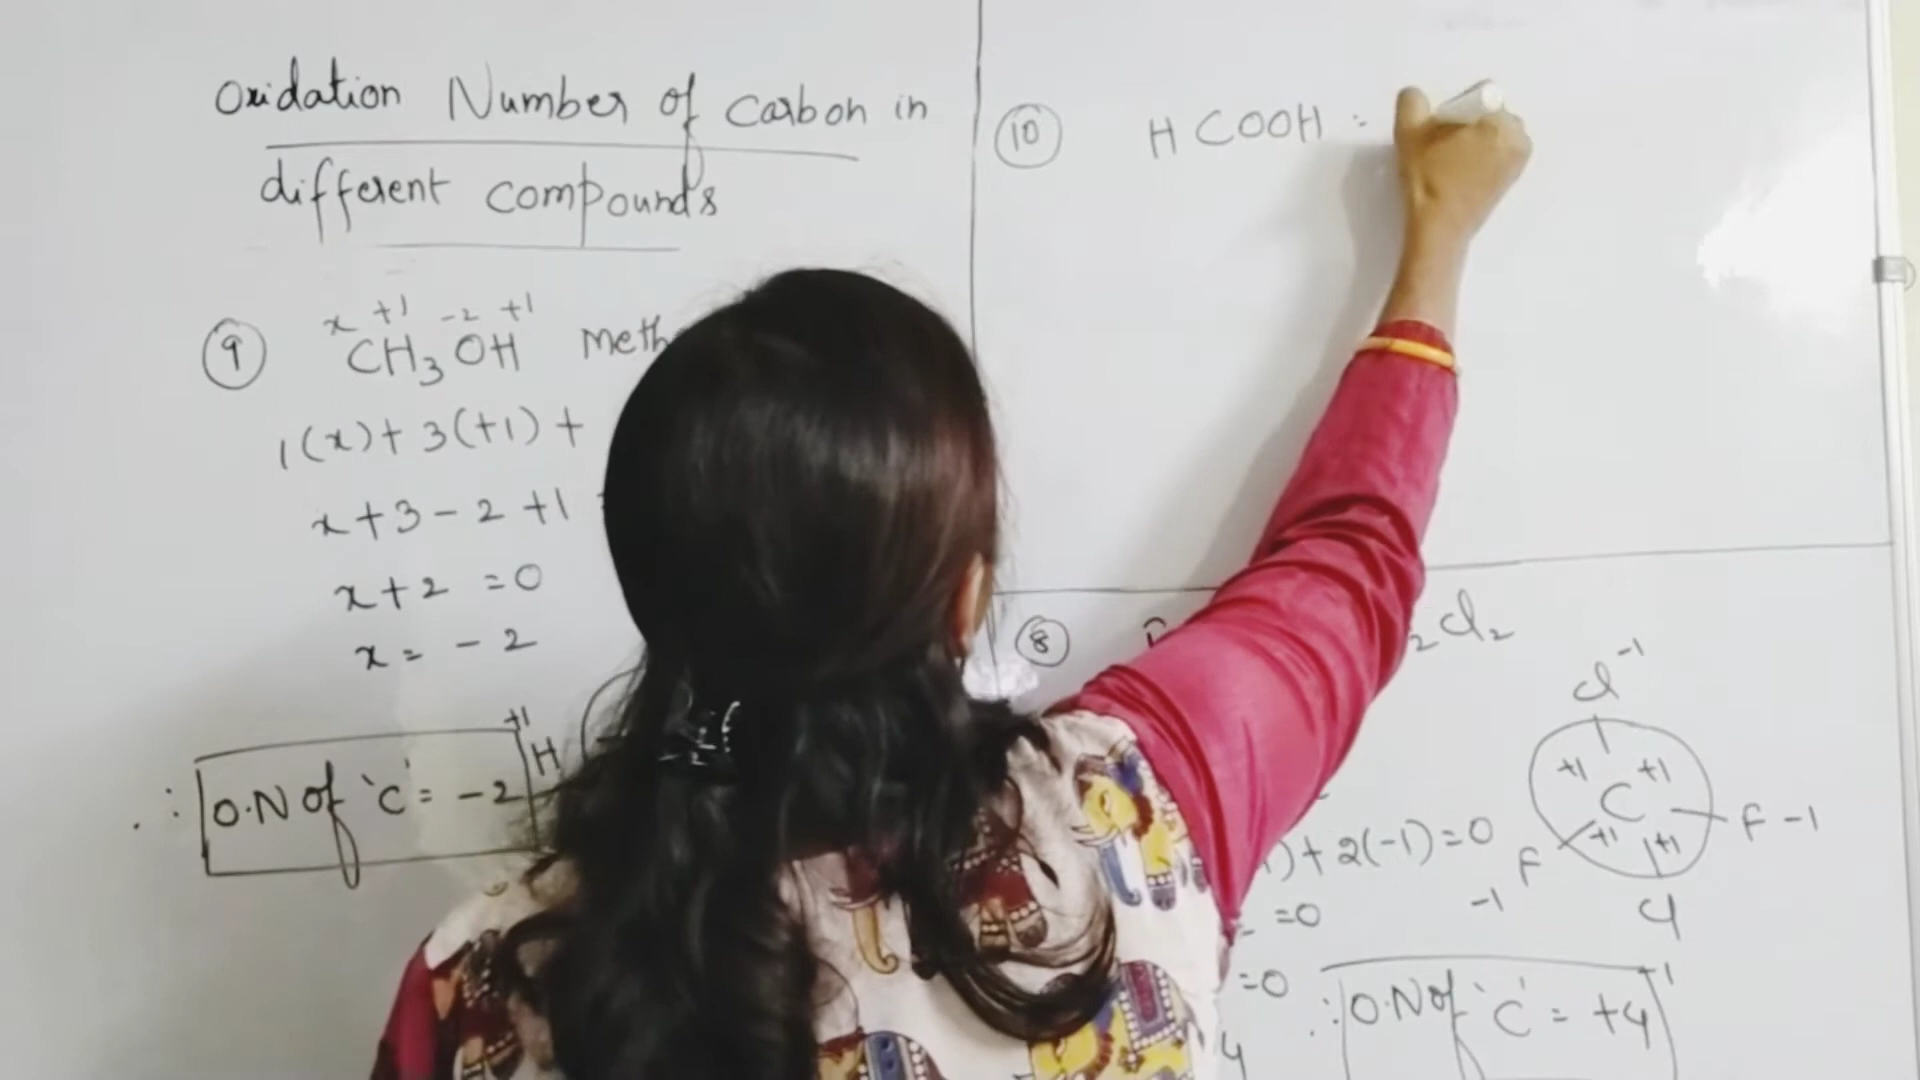 Oxidation Number of carbon in
different compounds
9
x +1 -2 +1
CH3OH
1(x)+ 3(+1) +
x+3-2+1
x+2 =0
x= -2
∴ O.N of 'C' = -2
+1
H
10 HCOOH :
8
2Cl2
Cl -1
+1 +1
C
+1 +1
F -1
F
-1
Cl
)+2(-1)=0
=0
=0
4
∴ O.N of 'C' = +4